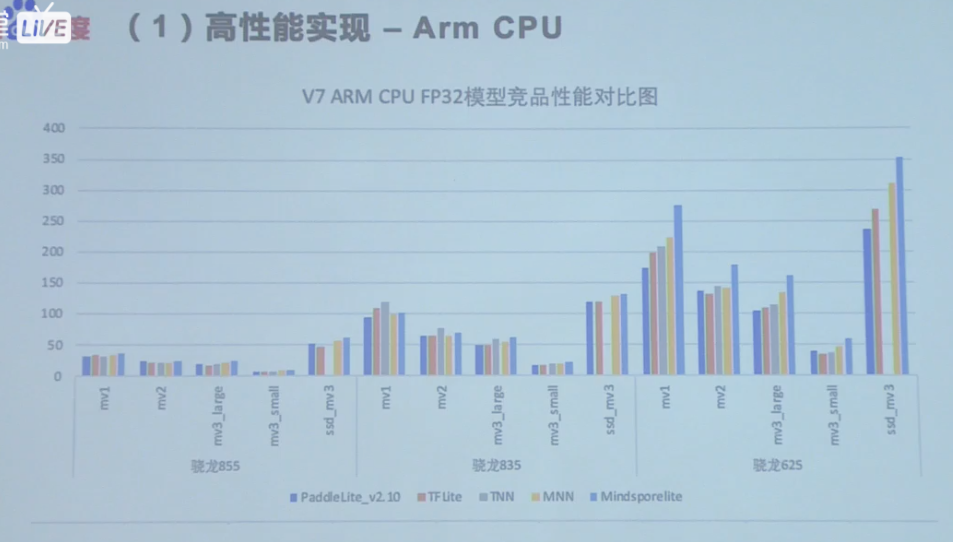 LiVE 度 （1）高性能实现 – Arm CPU
m
V7 ARM CPU FP32模型竞品性能对比图
400
350
300
250
200
150
100
50
0
mv1 mv2 mv3_large mv3_small ssd_mv3 mv1 mv2 mv3_large mv3_small ssd_mv3 mv1 mv2 mv3_large mv3_small ssd_mv3
骁龙855 骁龙835 骁龙625
PaddleLite_v2.10 TFLite TNN MNN Mindsporelite